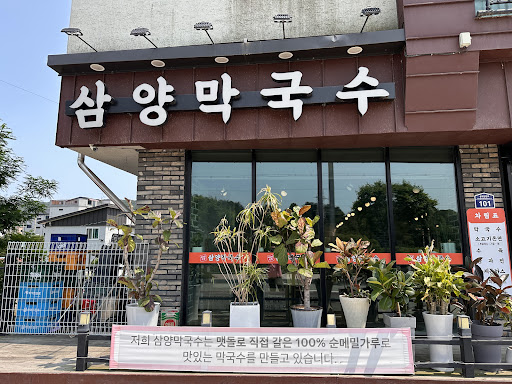 삼양막국수
101
차림표
막국수
저희 삼양막국수는 맷돌로 직접 갈은 100% 순메밀가루로
맛있는 막국수를 만들고 있습니다.